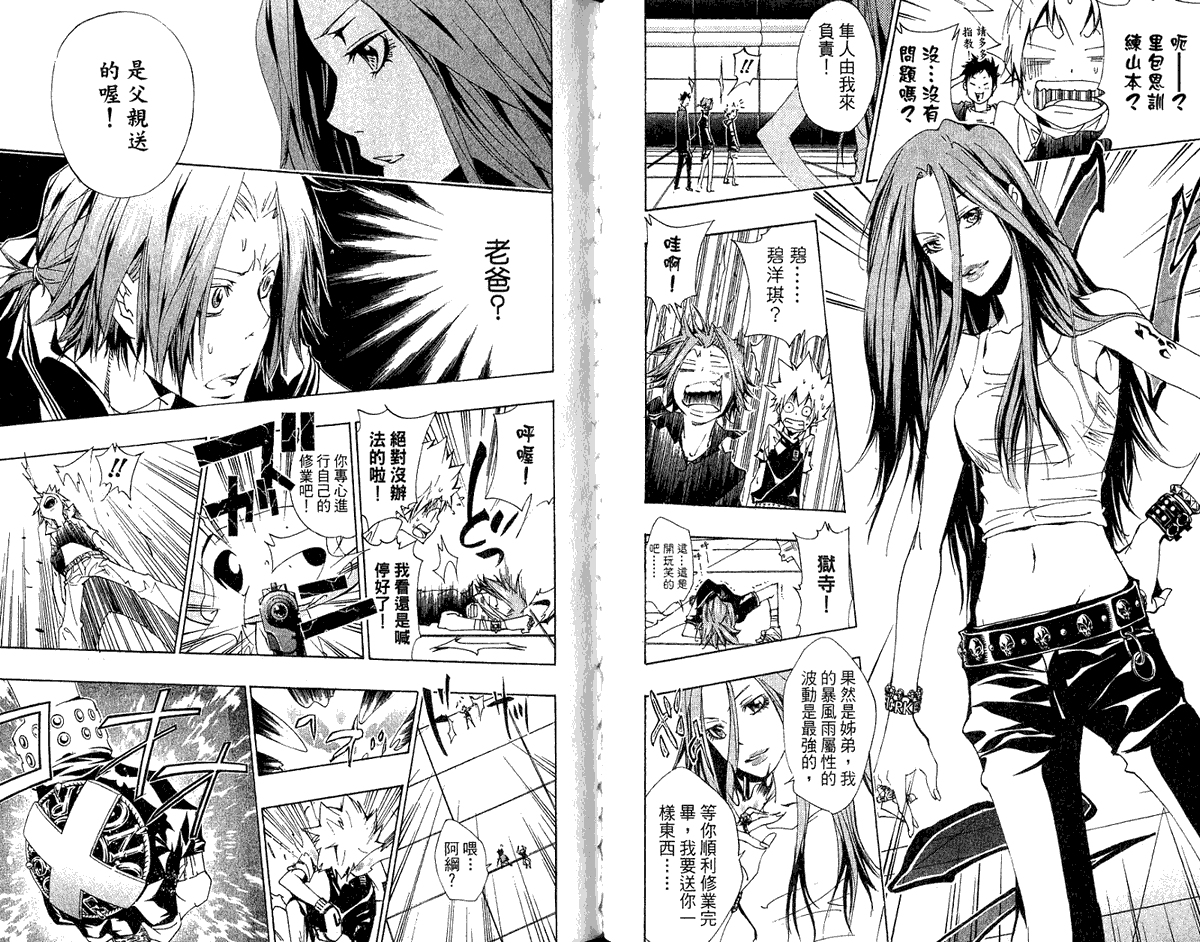 呃——？
里包恩訓
練山本？
請多多
指教！
沒…沒有
問題嗎？
隼人由我來
負責！
!!
碧……
碧洋琪？
哇啊！
獄寺！
這…這是
開玩笑的
吧……
果然是姊弟，我
的暴風雨屬性的
波動是最強的，
等你順利修業完
畢，我要送你一
樣東西……
是父親送
的喔！
老爸？
呼喔！
絕對沒辦
法的啦！
我看還是喊
停好了！
你專心進
行自己的
修業吧！
!!
喂…
阿綱？